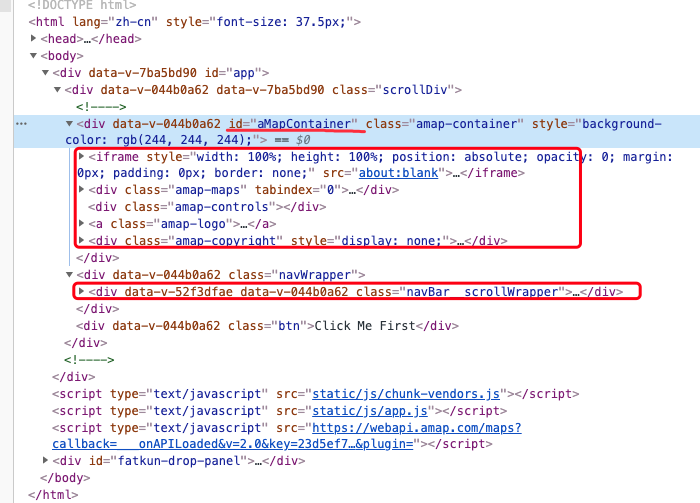 <!DOCTYPE html>
<html lang="zh-cn" style="font-size: 37.5px;">
<head>…</head>
<body>
<div data-v-7ba5bd90 id="app">
<div data-v-044b0a62 data-v-7ba5bd90 class="scrollDiv">
<!---->
<div data-v-044b0a62 id="aMapContainer" class="amap-container" style="background-
color: rgb(244, 244, 244);"> == $0
<iframe style="width: 100%; height: 100%; position: absolute; opacity: 0; margin:
0px; padding: 0px; border: none;" src="about:blank">…</iframe>
<div class="amap-maps" tabindex="0">…</div>
<div class="amap-controls"></div>
<a class="amap-logo">…</a>
<div class="amap-copyright" style="display: none;">…</div>
</div>
<div data-v-044b0a62 class="navWrapper">
<div data-v-52f3dfae data-v-044b0a62 class="navBar__scrollWrapper">…</div>
</div>
<div data-v-044b0a62 class="btn">Click Me First</div>
</div>
<!---->
</div>
<script type="text/javascript" src="static/js/chunk-vendors.js"></script>
<script type="text/javascript" src="static/js/app.js"></script>
<script type="text/javascript" src="https://webapi.amap.com/maps?
callback=___onAPILoaded&v=2.0&key=23d5ef7…&plugin="></script>
<div id="fatkun-drop-panel">…</div>
</body>
</html>